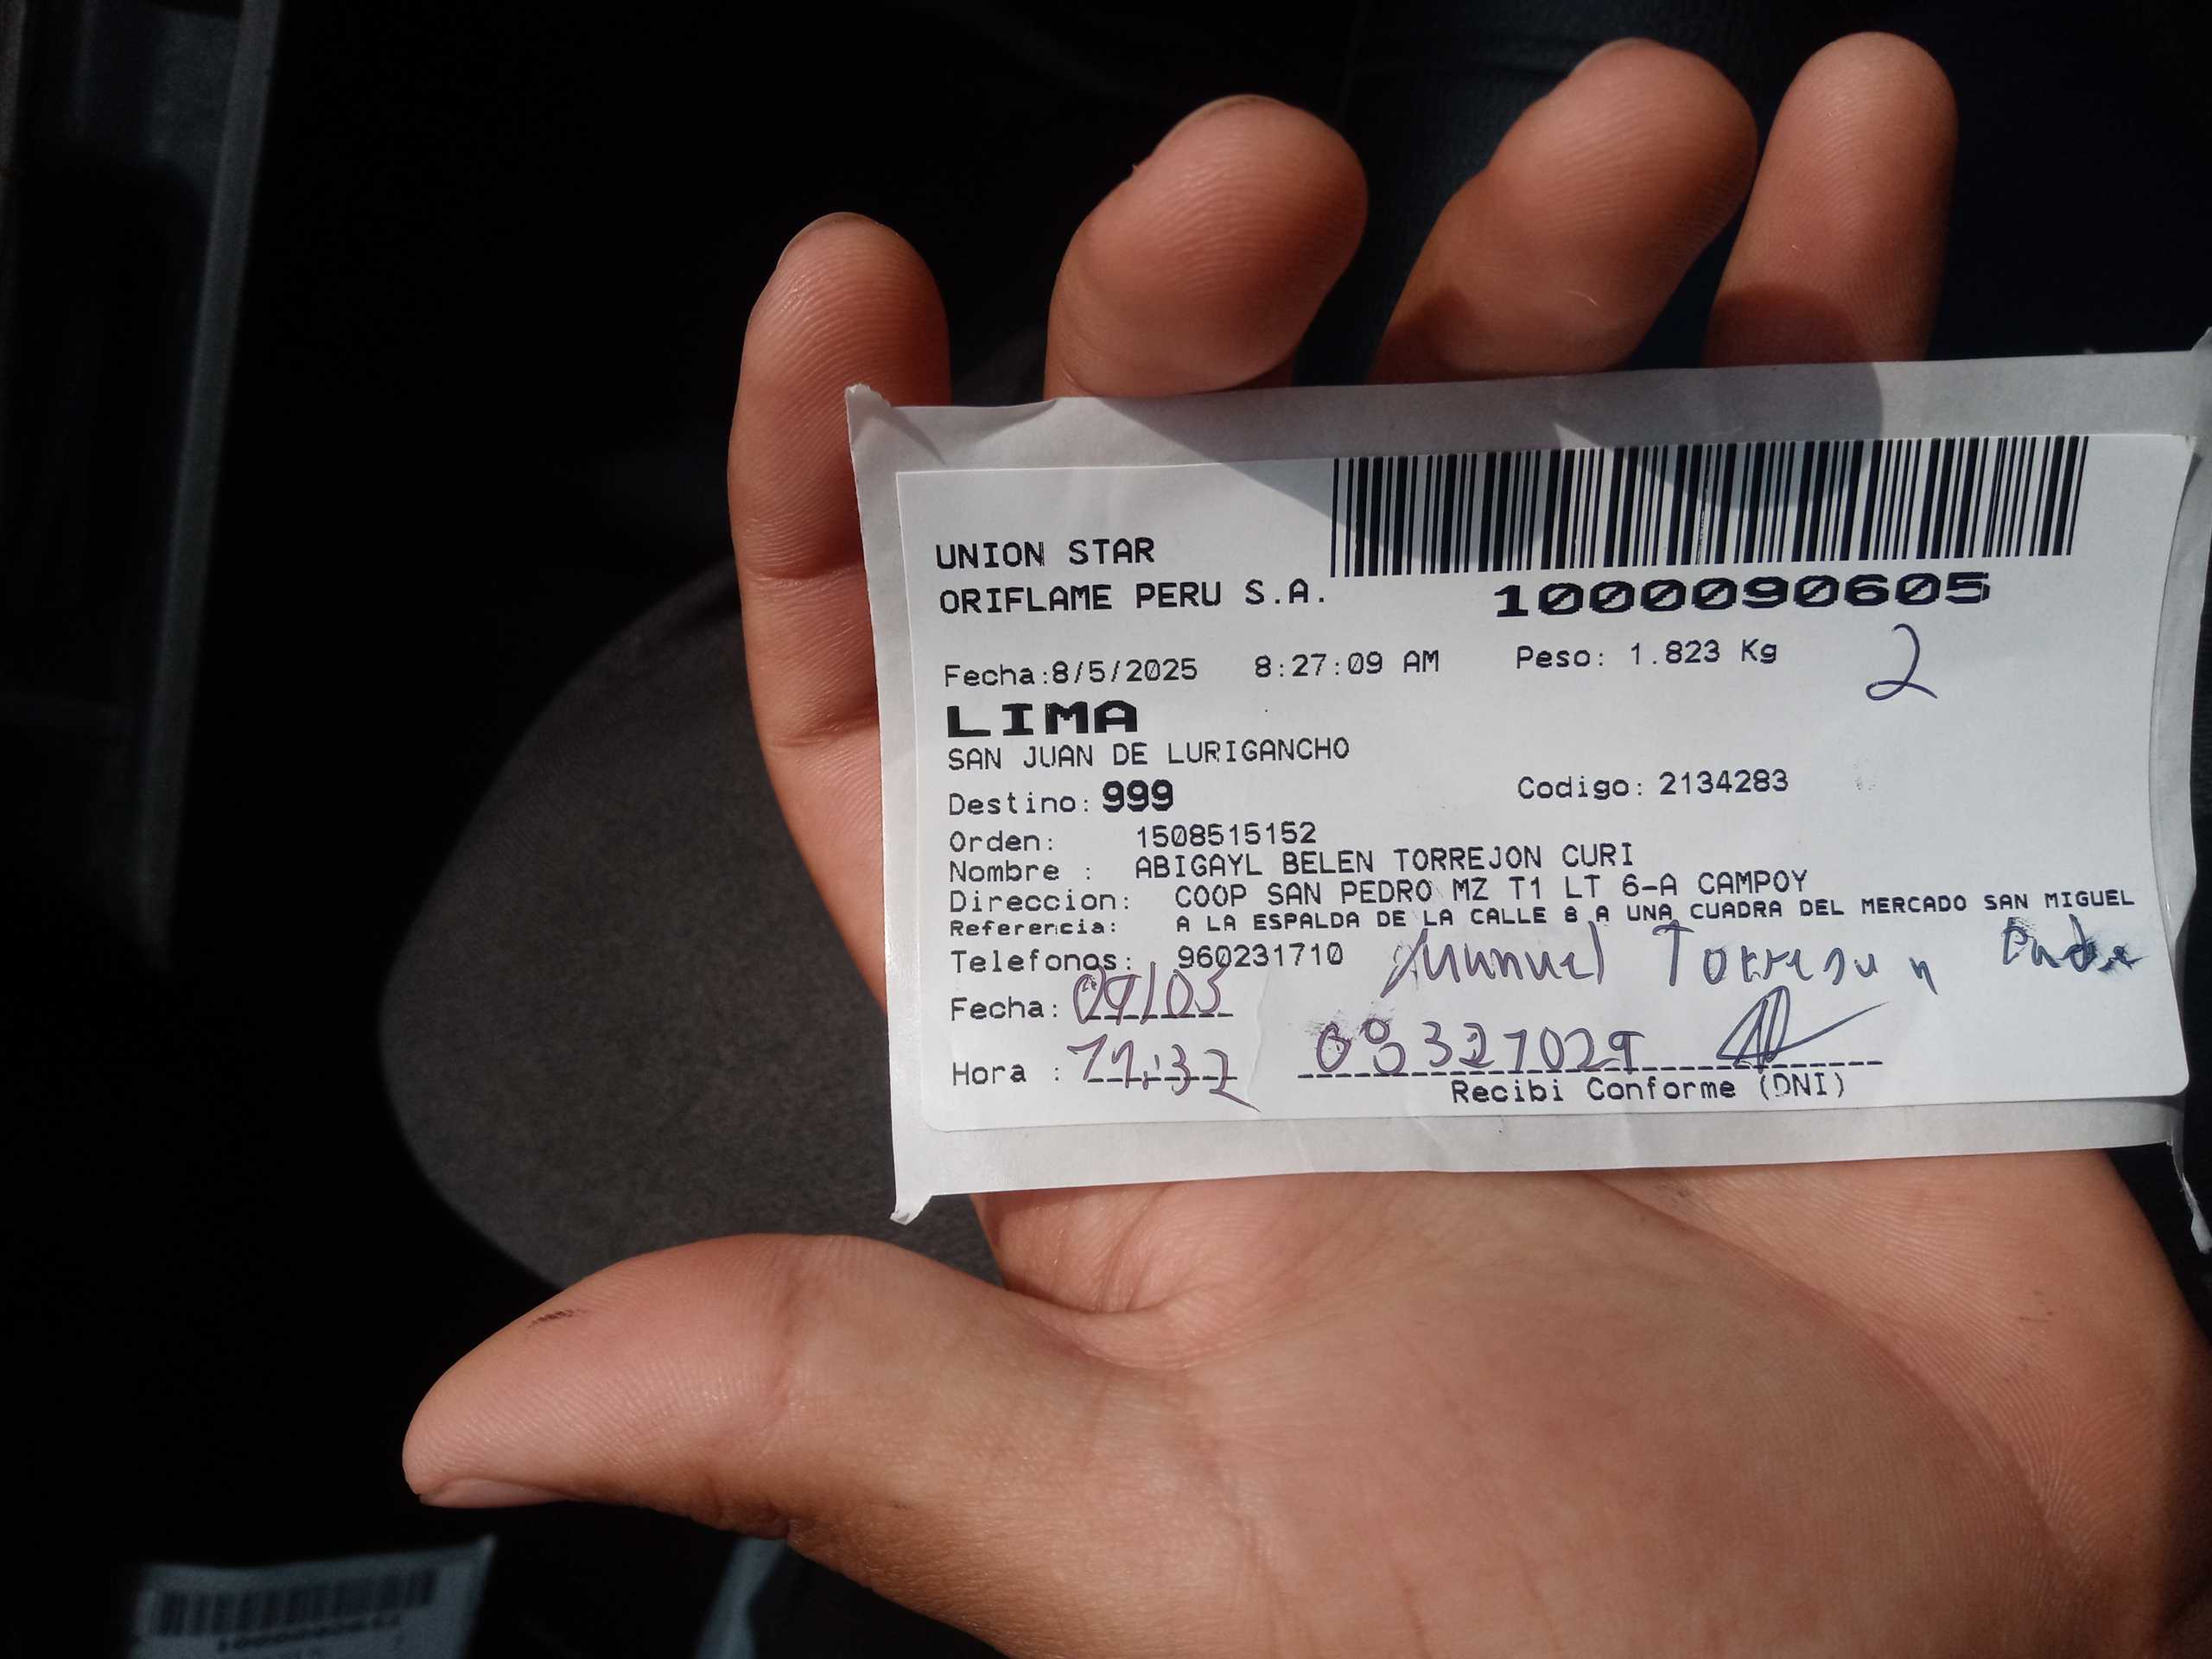 UNION STAR
ORIFLAME PERU S.A.
1000090605
Fecha:8/5/2025 8:27:09 AM Peso: 1.823 Kg 2
LIMA
SAN JUAN DE LURIGANCHO
Destino: 999 Codigo: 2134283
Orden: 1508515152
Nombre : ABIGAYL BELEN TORREJON CURI
Direccion: COOP SAN PEDRO MZ T1 LT 6-A CAMPOY
Referencia: A LA ESPALDA DE LA CALLE 8 A UNA CUADRA DEL MERCADO SAN MIGUEL
Telefonos: 960231710 Manuel
Fecha: 09/05
Hora :
Recibi Conforme (DNI)